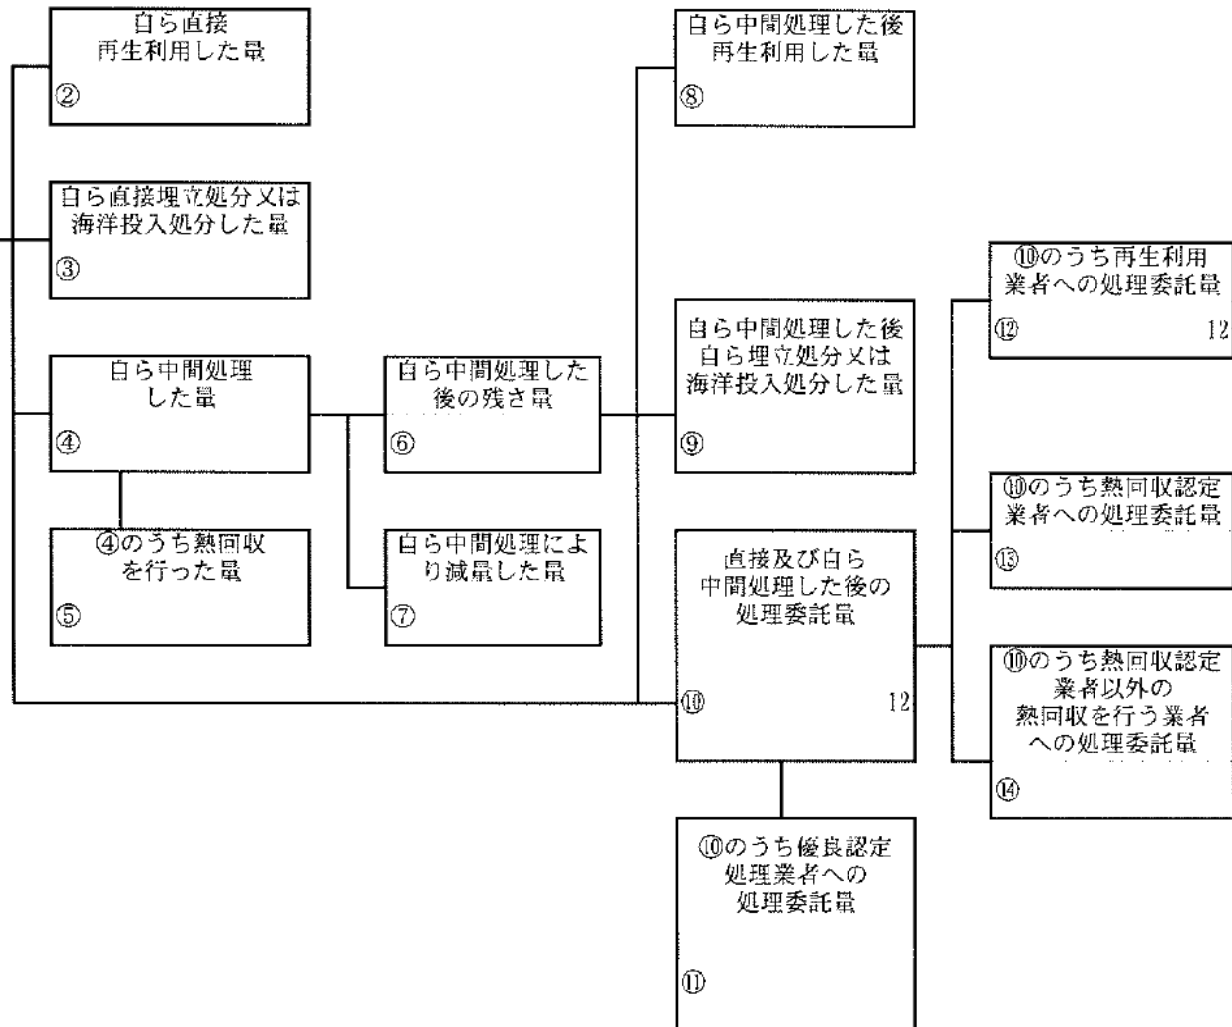 自ら直接
再生利用した量
②
自ら直接埋立処分又は
海洋投入処分した量
③
自ら中間処理
した量
④
④のうち熱回収
を行った量
⑤
自ら中間処理した
後の残さ量
⑥
自ら中間処理によ
り減量した量
⑦
自ら中間処理した後
再生利用した量
⑧
自ら中間処理した後
自ら埋立処分又は
海洋投入処分した量
⑨
直接及び自ら
中間処理した後の
処理委託量
⑩ 12
⑩のうち優良認定
処理業者への
処理委託量
⑪
⑩のうち再生利用
業者への処理委託量
⑫ 12
⑩のうち熱回収認定
業者への処理委託量
⑬
⑩のうち熱回収認定
業者以外の
熱回収を行う業者
への処理委託量
⑭